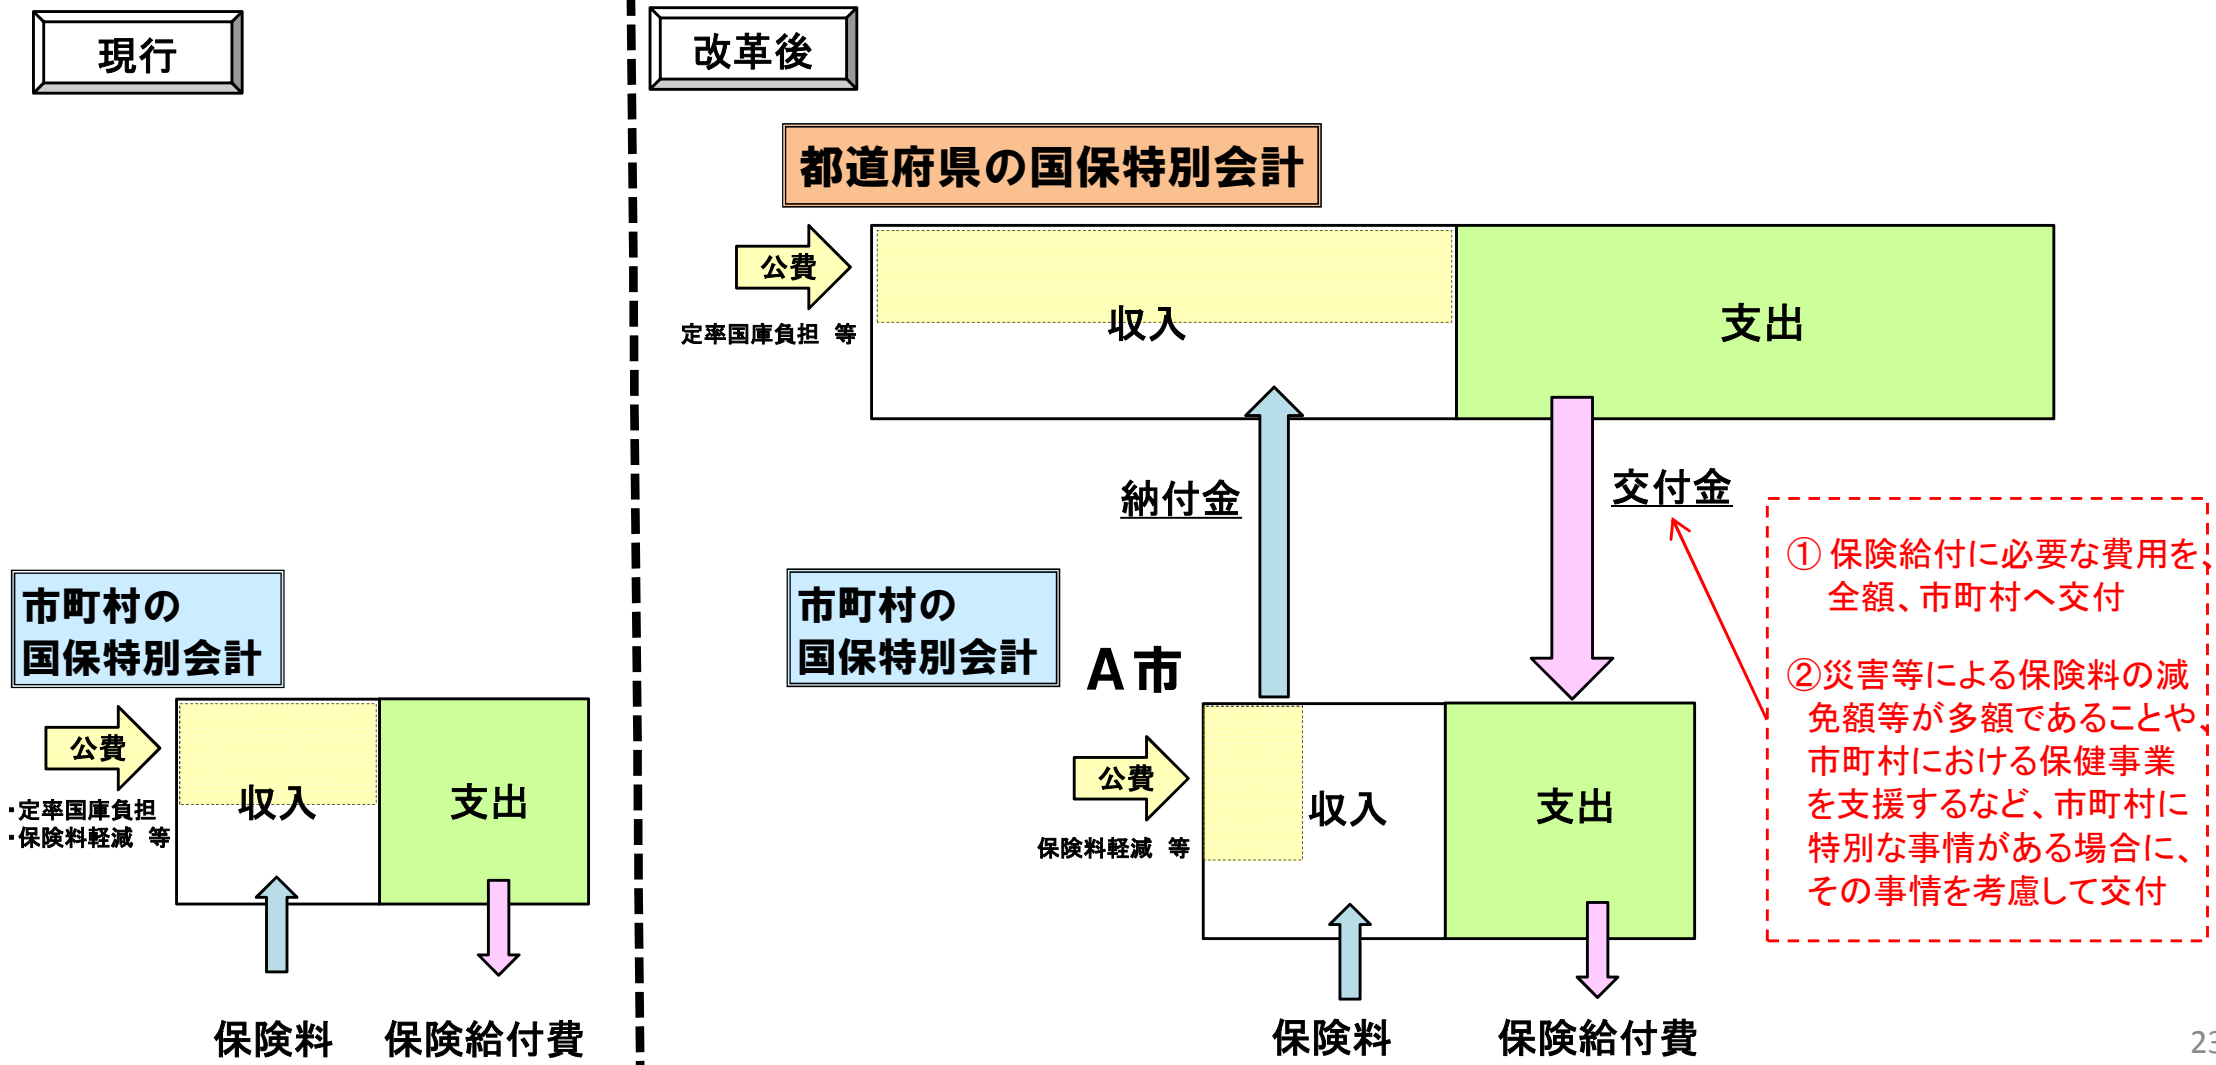 現行
市町村の
国保特別会計
公費
・定率国庫負担
・保険料軽減 等
収入
支出
保険料
保険給付費
改革後
都道府県の国保特別会計
公費
定率国庫負担 等
収入
支出
納付金
交付金
市町村の
国保特別会計
A市
公費
保険料軽減 等
収入
支出
保険料
保険給付費
① 保険給付に必要な費用を、
全額、市町村へ交付
②災害等による保険料の減
免額等が多額であることや、
市町村における保健事業
を支援するなど、市町村に
特別な事情がある場合に、
その事情を考慮して交付
23